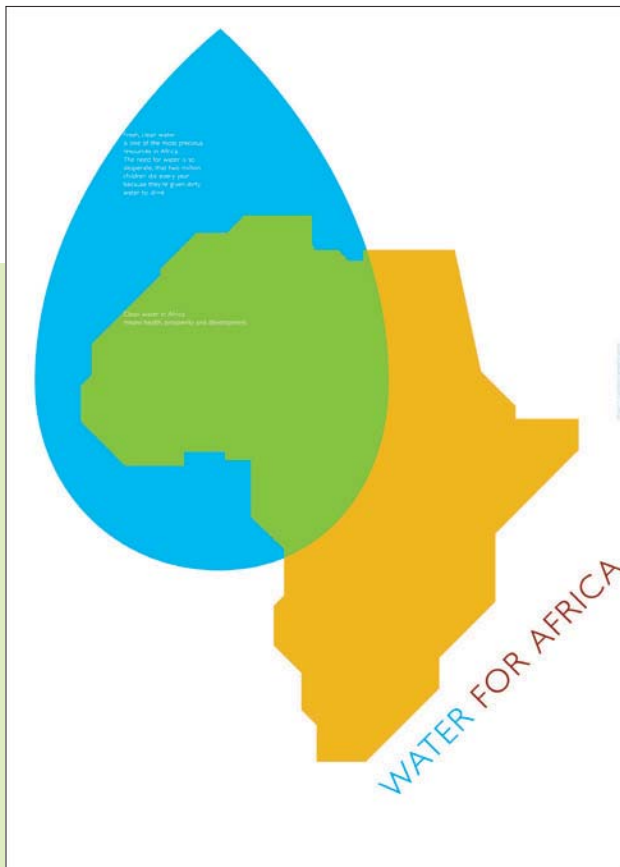 Fresh, clean water
is one of the most precious
resources in Africa.
The need for water is so
desperate, that two million
children die every year
because they're given dirty
water to drink.
Clean water in Africa
means health, prosperity and development.
WATER FOR AFRICA